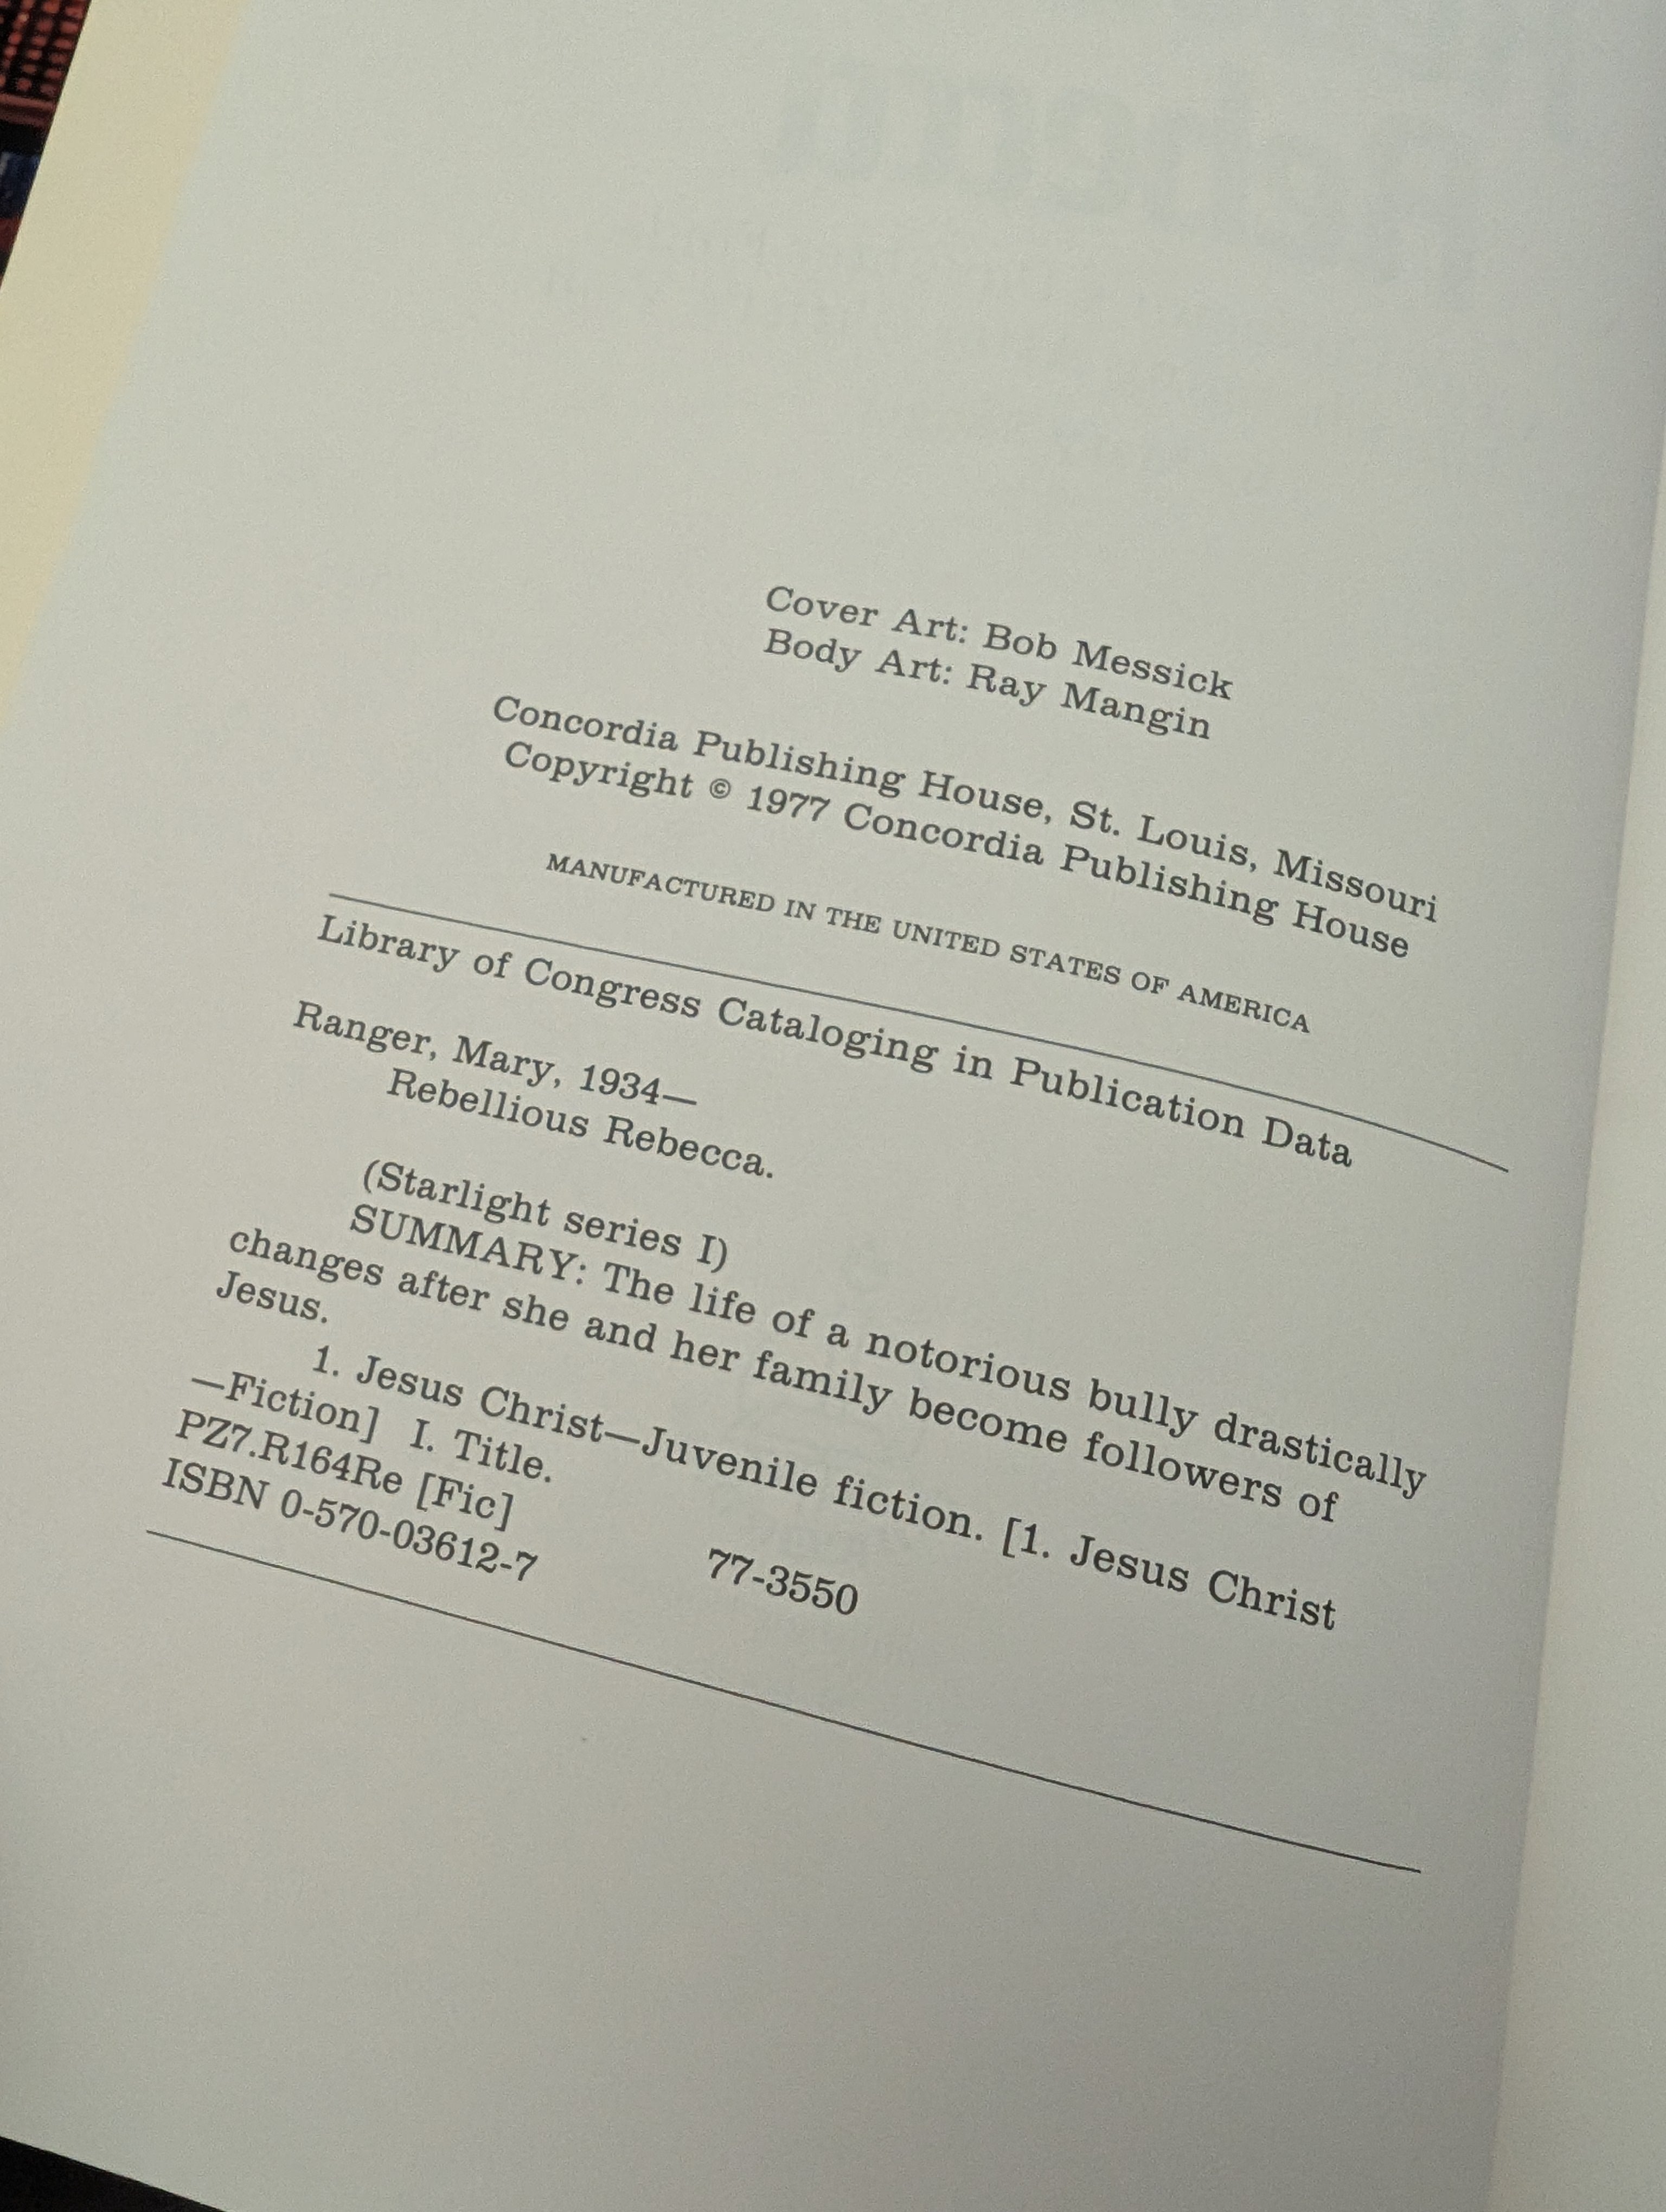 Cover Art: Bob Messick
Body Art: Ray Mangin
Concordia Publishing House, St. Louis, Missouri
Copyright © 1977 Concordia Publishing House
MANUFACTURED IN THE UNITED STATES OF AMERICA
Library of Congress Cataloging in Publication Data
Ranger, Mary, 1934—
Rebellious Rebecca.
(Starlight series I)
SUMMARY: The life of a notorious bully drastically
changes after she and her family become followers of
Jesus.
1. Jesus Christ—Juvenile fiction. [1. Jesus Christ
—Fiction] I. Title.
PZ7.R164Re [Fic] 77-3550
ISBN 0-570-03612-7